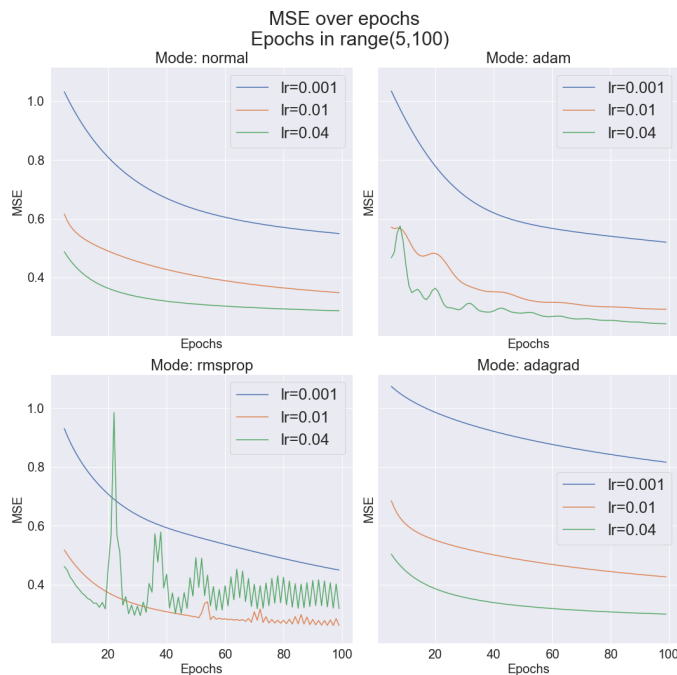 MSE over epochs
Epochs in range(5,100)
Mode: normal
lr=0.001
lr=0.01
lr=0.04
1.0
0.8
0.6
0.4
MSE
Epochs
Mode: adam
lr=0.001
lr=0.01
lr=0.04
MSE
Epochs
Mode: rmsprop
lr=0.001
lr=0.01
lr=0.04
1.0
0.8
0.6
0.4
MSE
20 40 60 80 100
Epochs
Mode: adagrad
lr=0.001
lr=0.01
lr=0.04
MSE
20 40 60 80 100
Epochs